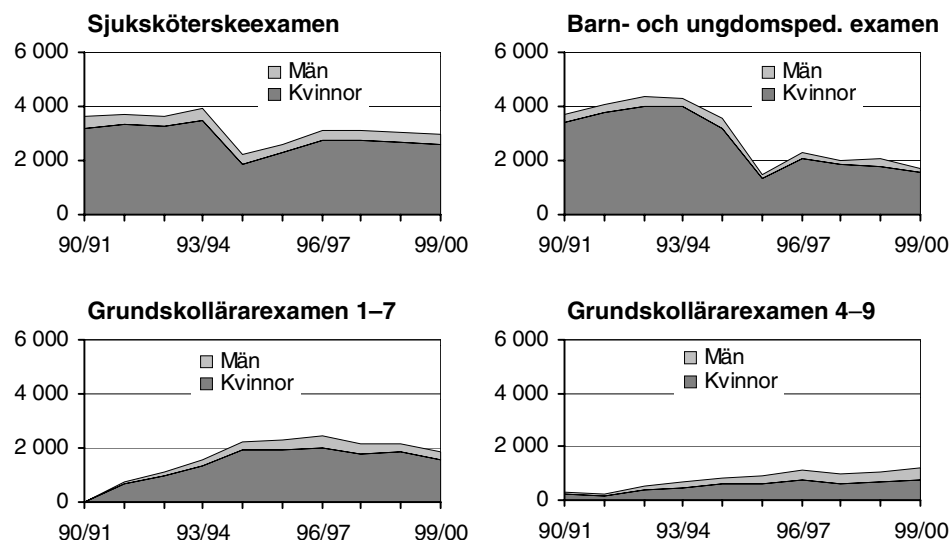 Sjuksköterskeexamen
6 000
4 000
2 000
0
Män
Kvinnor
90/91 93/94 96/97 99/00
Barn- och ungdomsped. examen
6 000
4 000
2 000
0
Män
Kvinnor
90/91 93/94 96/97 99/00
Grundskollärarexamen 1–7
6 000
4 000
2 000
0
Män
Kvinnor
90/91 93/94 96/97 99/00
Grundskollärarexamen 4–9
6 000
4 000
2 000
0
Män
Kvinnor
90/91 93/94 96/97 99/00